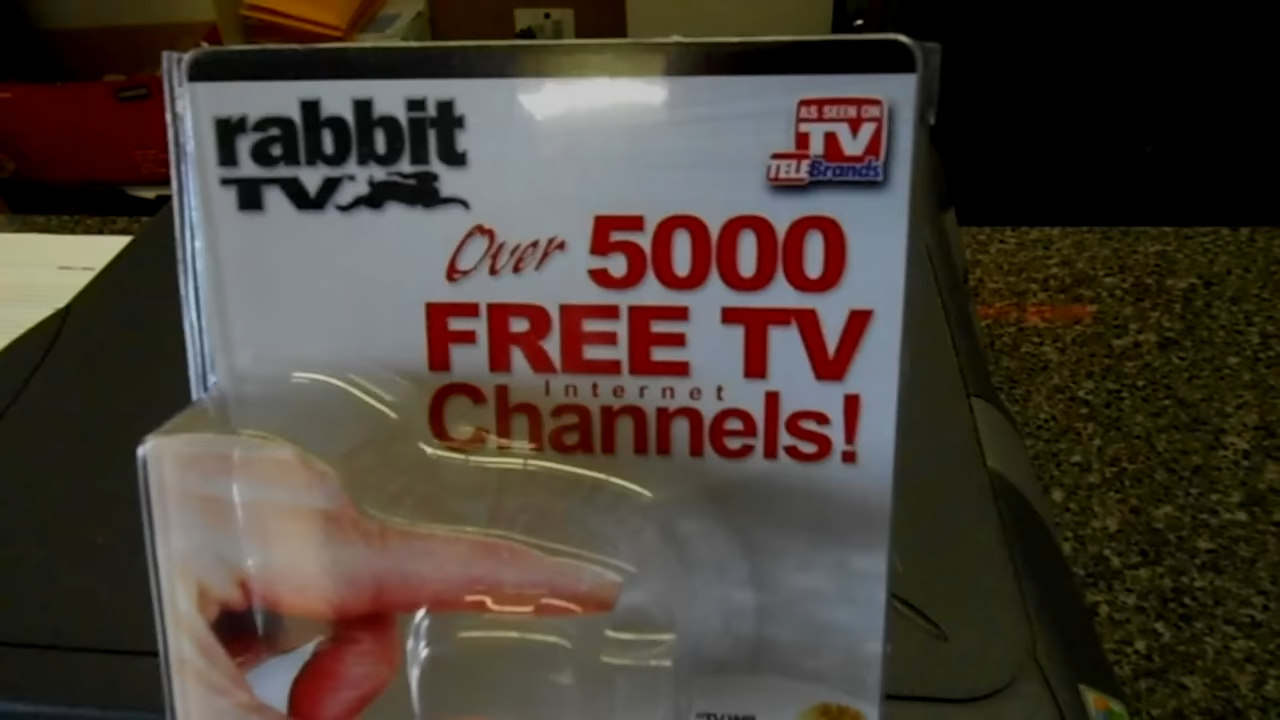 rabbit
TV
AS SEEN ON
TV
TELEBrands
Over 5000
FREE TV
Internet
Channels!